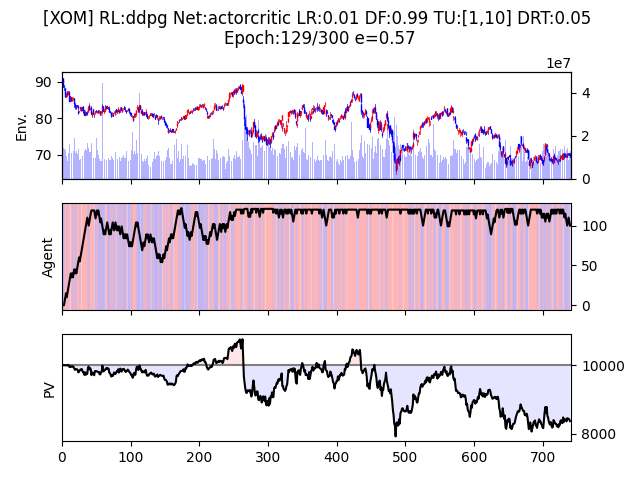 [XOM] RL:ddpg Net:actorcritic LR:0.01 DF:0.99 TU:[1,10] DRT:0.05
Epoch:129/300 e=0.57
1e7
90
80
70
Env.
4
2
0
Agent
100
50
0
PV
10000
8000
0 100 200 300 400 500 600 700